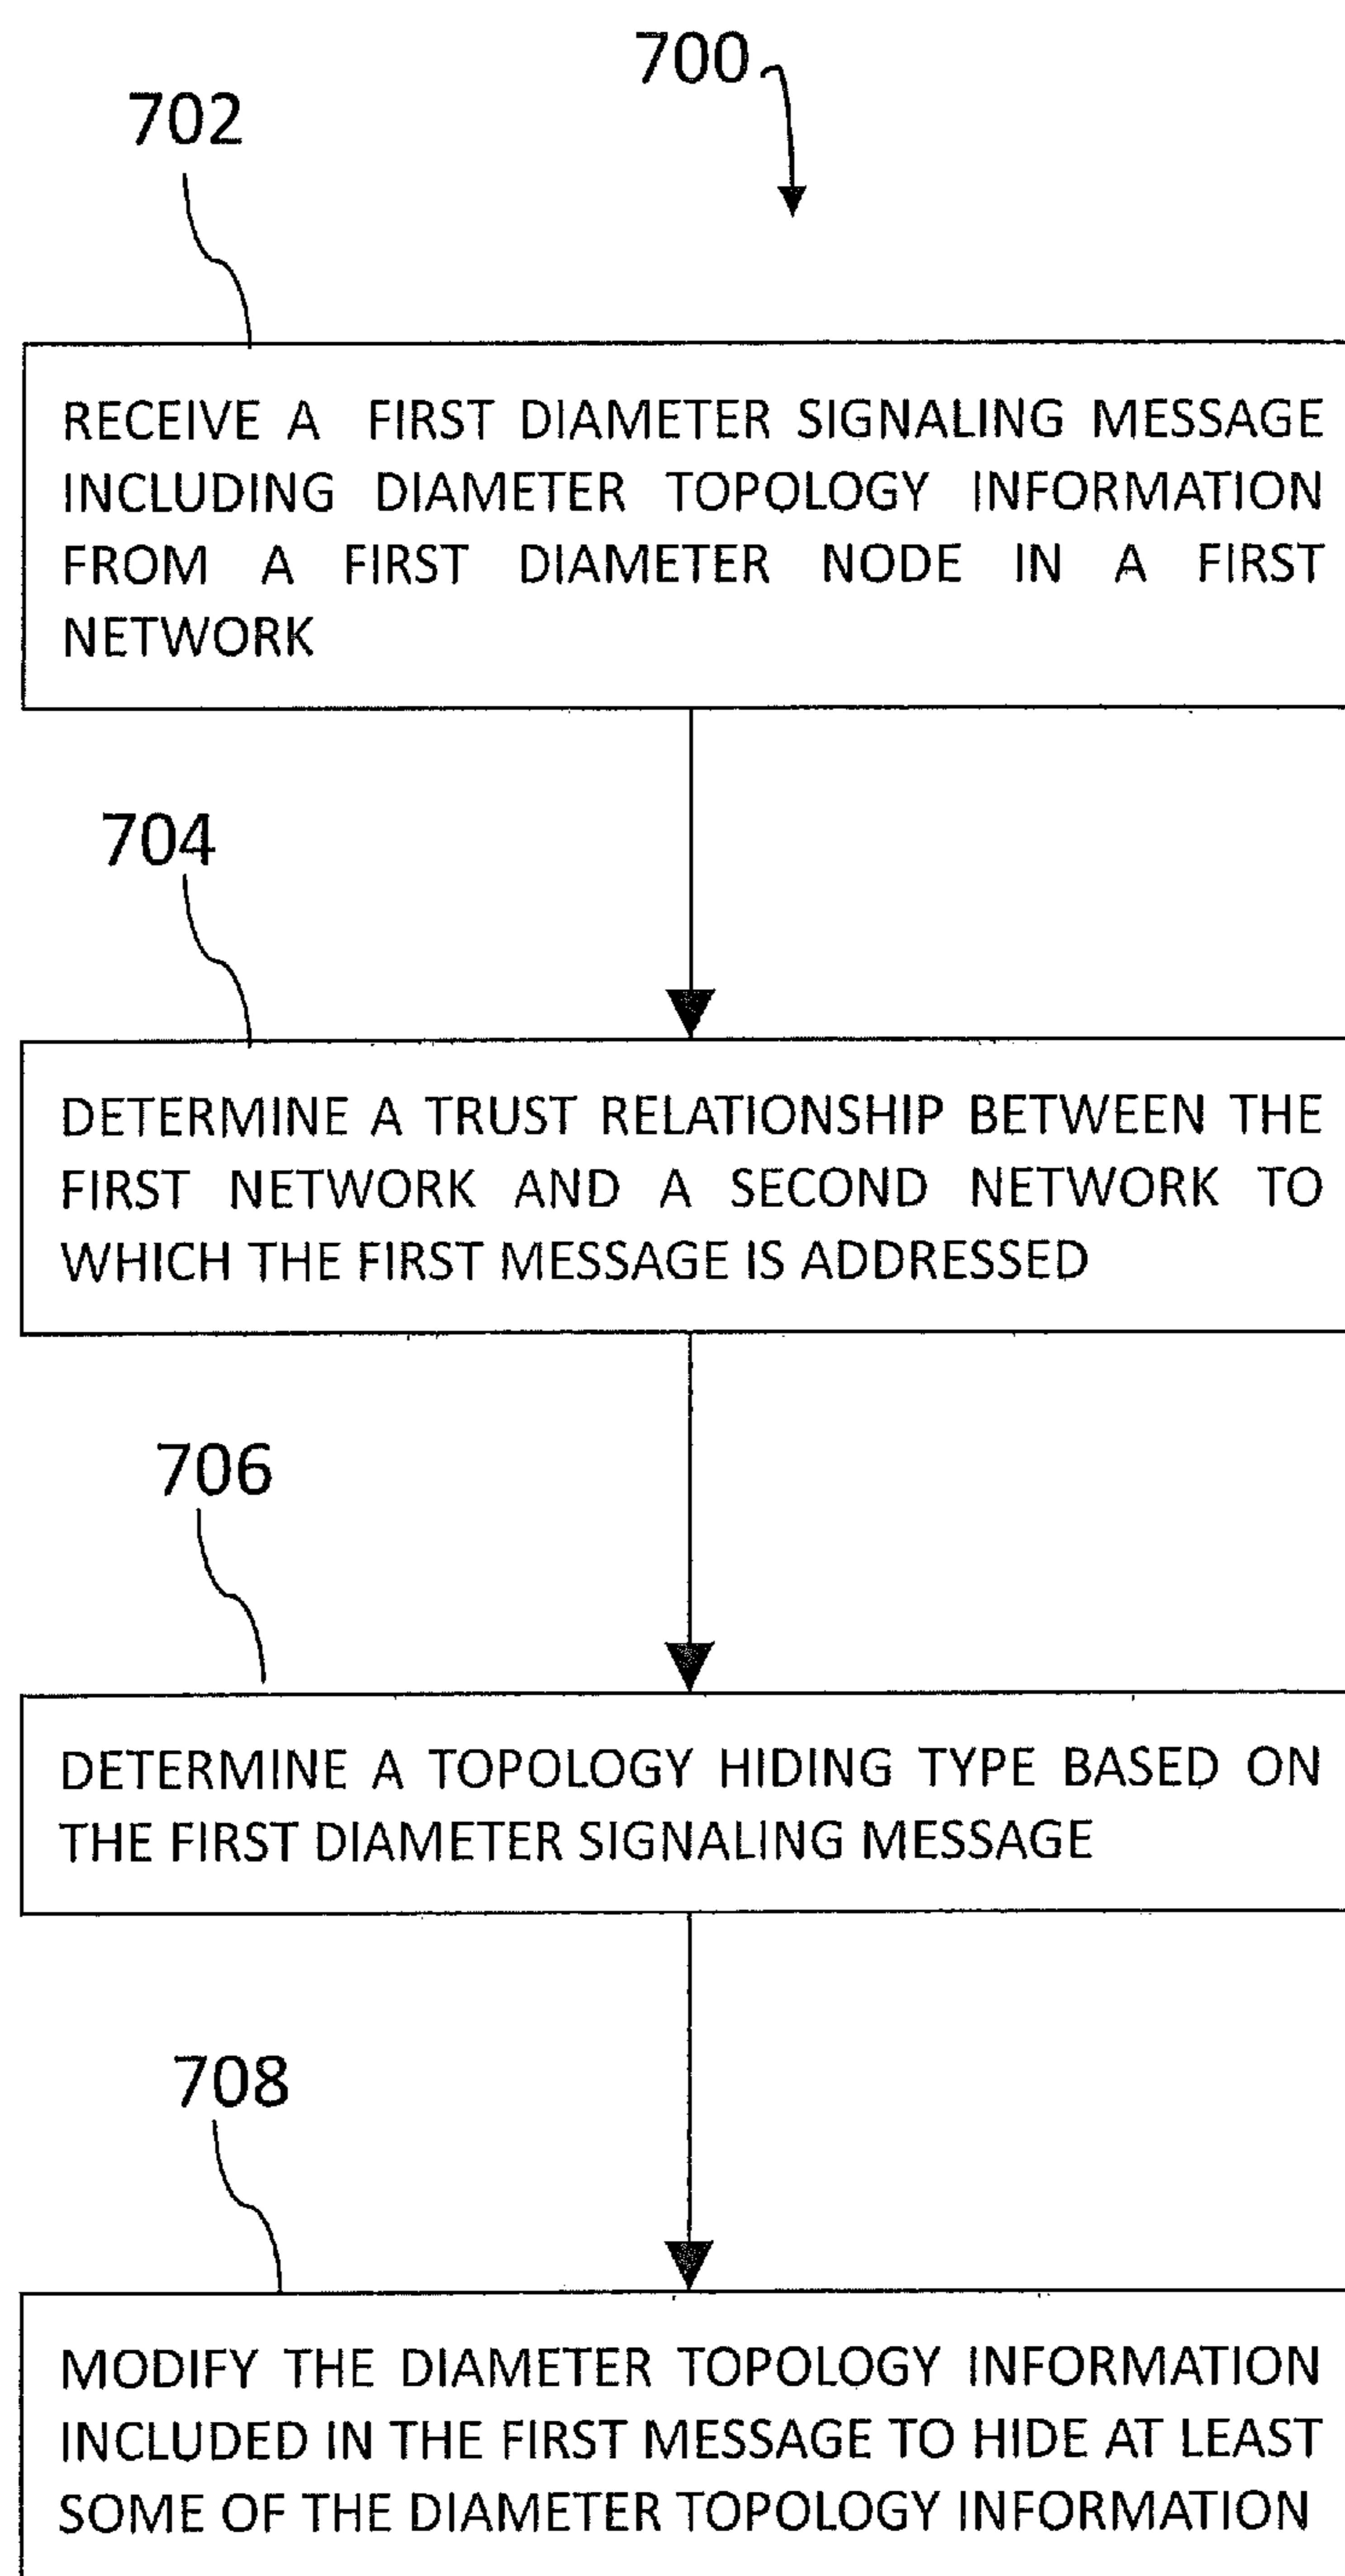 700
702
RECEIVE A FIRST DIAMETER SIGNALING MESSAGE
INCLUDING DIAMETER TOPOLOGY INFORMATION
FROM A FIRST DIAMETER NODE IN A FIRST
NETWORK
704
DETERMINE A TRUST RELATIONSHIP BETWEEN THE
FIRST NETWORK AND A SECOND NETWORK TO
WHICH THE FIRST MESSAGE IS ADDRESSED
706
DETERMINE A TOPOLOGY HIDING TYPE BASED ON
THE FIRST DIAMETER SIGNALING MESSAGE
708
MODIFY THE DIAMETER TOPOLOGY INFORMATION
INCLUDED IN THE FIRST MESSAGE TO HIDE AT LEAST
SOME OF THE DIAMETER TOPOLOGY INFORMATION